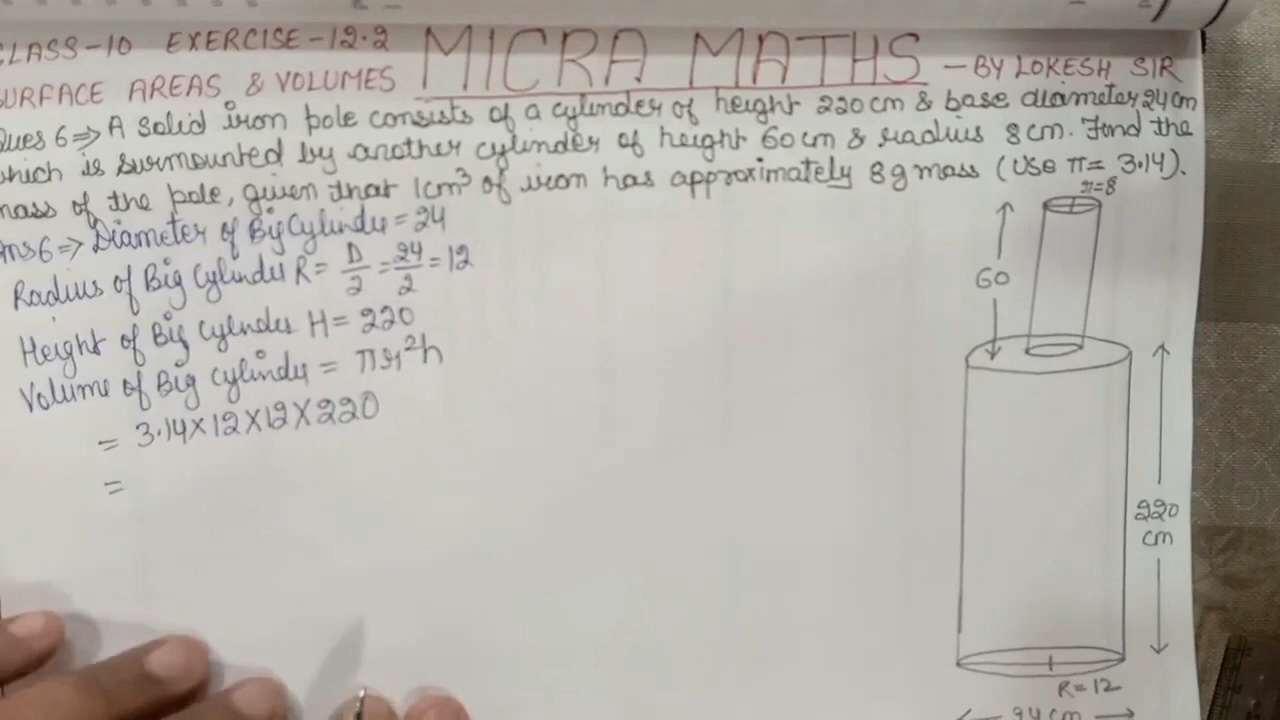 CLASS-10 EXERCISE-12.2 MICRA MATHS - BY LOKESH SIR
SURFACE AREAS & VOLUMES
Ques 6 ⇒ A solid iron pole consists of a cylinder of height 220 cm & base diameter 24 cm
which is surmounted by another cylinder of height 60 cm & radius 8 cm. Find the
mass of the pole, given that 1cm³ of iron has approximately 8g mass (Use π = 3.14).
Ans 6 ⇒ Diameter of Big Cylinder = 24
Radius of Big Cylinder R = D/2 = 24/2 = 12
Height of Big Cylinder H = 220
Volume of Big cylinder = πr²h
= 3.14×12×12×220
=
r=8
60
220
cm
R=12
24 cm